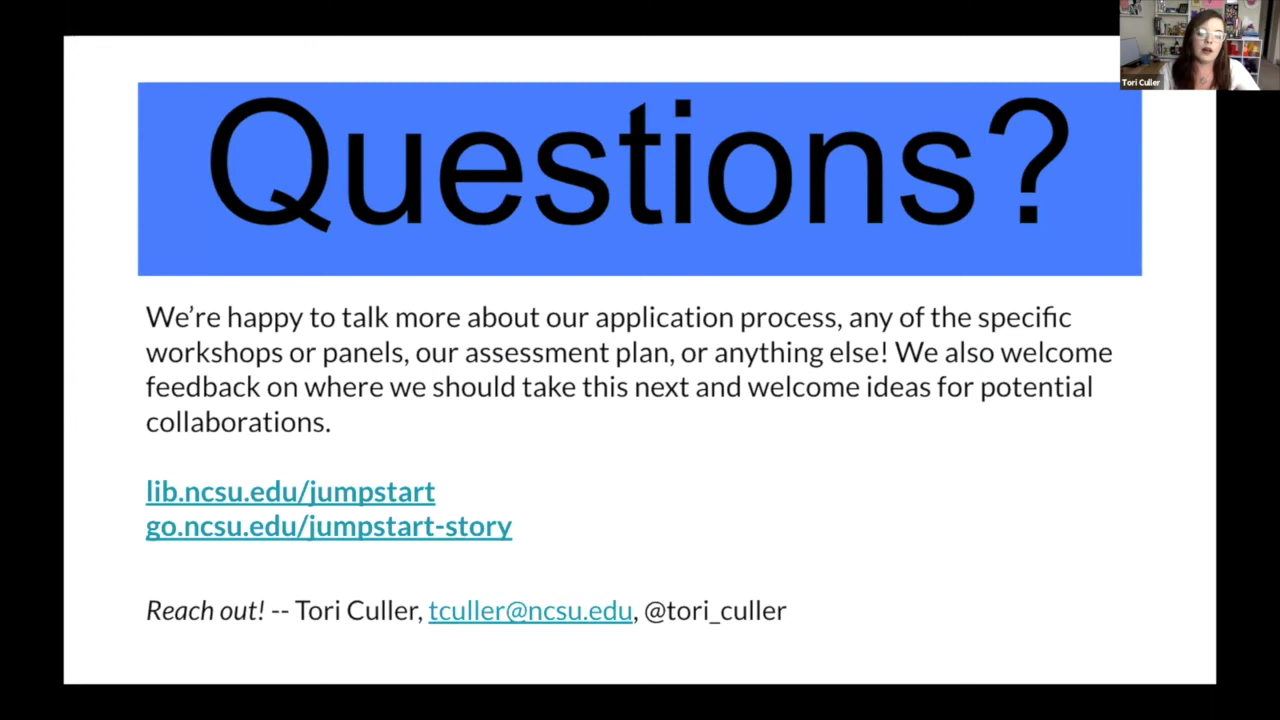 Tori Culler
Questions?
We're happy to talk more about our application process, any of the specific
workshops or panels, our assessment plan, or anything else! We also welcome
feedback on where we should take this next and welcome ideas for potential
collaborations.
lib.ncsu.edu/jumpstart
go.ncsu.edu/jumpstart-story
Reach out! -- Tori Culler, tculler@ncsu.edu, @tori_culler